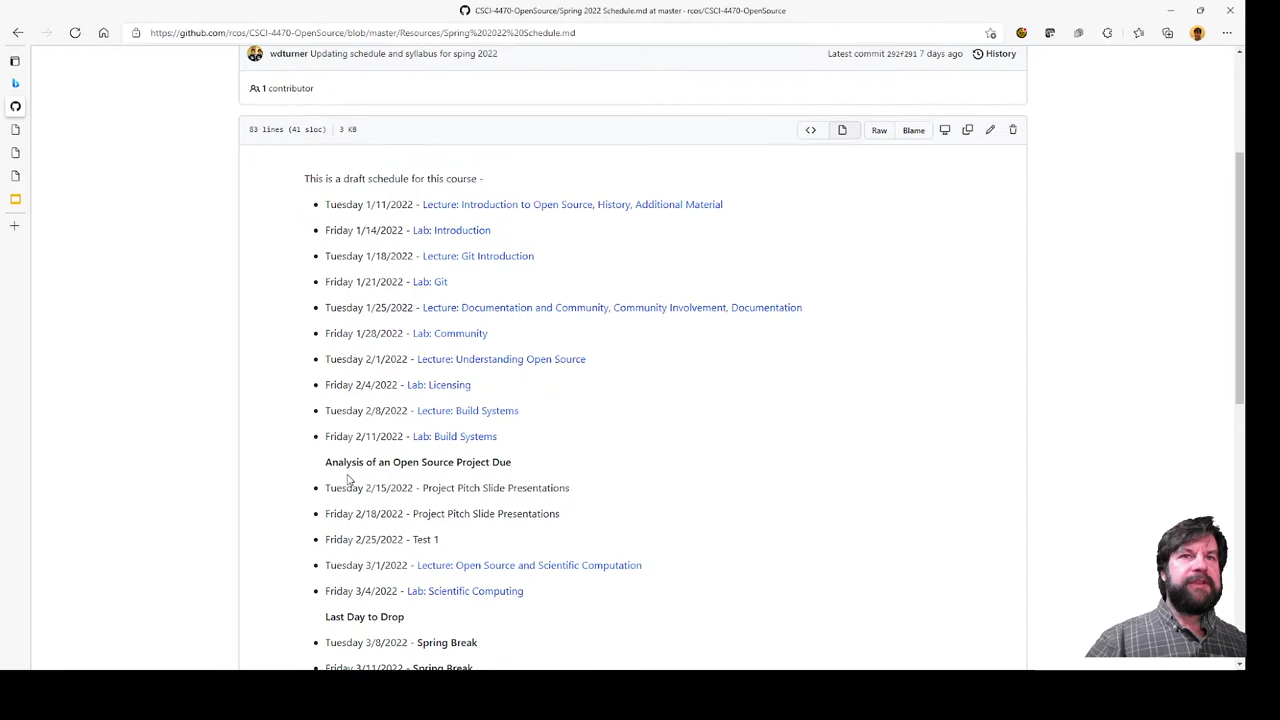 CSCI-4470-OpenSource/Spring 2022 Schedule.md at master · rcos/CSCI-4470-OpenSource
https://github.com/rcos/CSCI-4470-OpenSource/blob/master/Resources/Spring%202022%20Schedule.md
wdturner Updating schedule and syllabus for sping 2022
Latest commit 292f291 7 days ago
History
1 contributor
83 lines (41 sloc) | 3 KB
Raw
Blame
This is a draft schedule for this course -
Tuesday 1/11/2022 - Lecture: Introduction to Open Source, History, Additional Material
Friday 1/14/2022 - Lab: Introduction
Tuesday 1/18/2022 - Lecture: Git Introduction
Friday 1/21/2022 - Lab: Git
Tuesday 1/25/2022 - Lecture: Documentation and Community, Community Involvement, Documentation
Friday 1/28/2022 - Lab: Community
Tuesday 2/1/2022 - Lecture: Understanding Open Source
Friday 2/4/2022 - Lab: Licensing
Tuesday 2/8/2022 - Lecture: Build Systems
Friday 2/11/2022 - Lab: Build Systems
Analysis of an Open Source Project Due
Tuesday 2/15/2022 - Project Pitch Slide Presentations
Friday 2/18/2022 - Project Pitch Slide Presentations
Friday 2/25/2022 - Test 1
Tuesday 3/1/2022 - Lecture: Open Source and Scientific Computation
Friday 3/4/2022 - Lab: Scientific Computing
Last Day to Drop
Tuesday 3/8/2022 - Spring Break
Friday 3/11/2022 - Spring Break